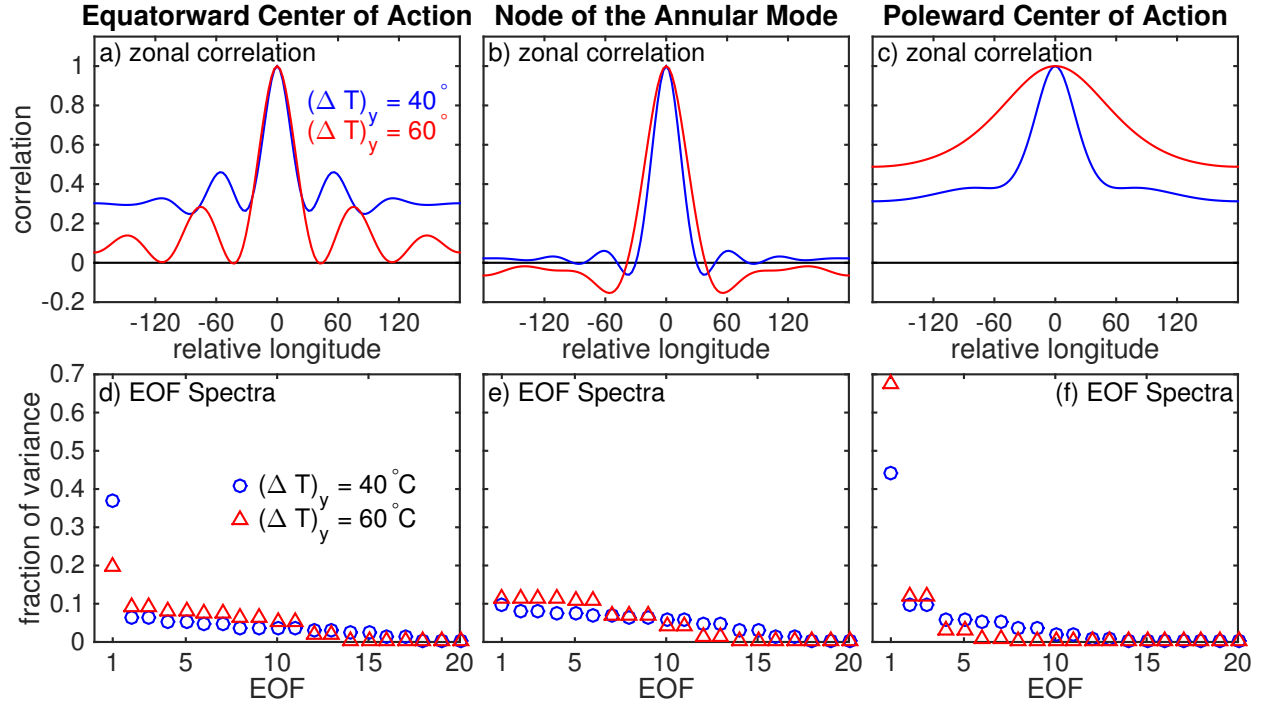 Equatorward Center of Action
Node of the Annular Mode
Poleward Center of Action
a) zonal correlation
b) zonal correlation
c) zonal correlation
(Δ T)y = 40°
(Δ T)y = 60°
correlation
1
0.8
0.6
0.4
0.2
0
-0.2
-120 -60 0 60 120
-120 -60 0 60 120
-120 -60 0 60 120
relative longitude
relative longitude
relative longitude
d) EOF Spectra
e) EOF Spectra
(f) EOF Spectra
(Δ T)y = 40°C
(Δ T)y = 60°C
fraction of variance
0.7
0.6
0.5
0.4
0.3
0.2
0.1
0
1 5 10 15 20
1 5 10 15 20
1 5 10 15 20
EOF
EOF
EOF